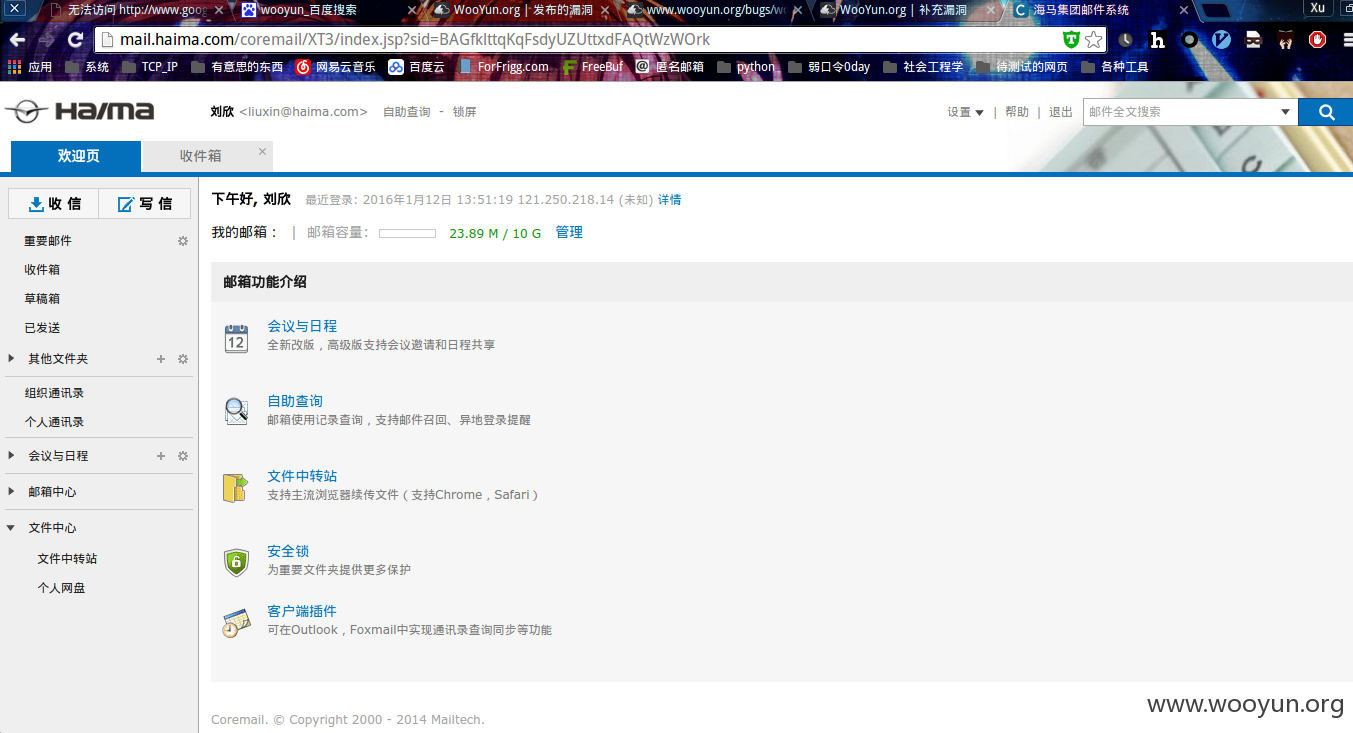 无法访问 http://www.goog
wooyun_百度搜索
WooYun.org | 发布的漏洞
www.wooyun.org/bugs/wo
WooYun.org | 补充漏洞
海马集团邮件系统
Xu
mail.haima.com/coremail/XT3/index.jsp?sid=BAGfklttqKqFsdyUZUttxdFAQtWzWOrk
应用 系统 TCP_IP 有意思的东西 网易云音乐 百度云 ForFrigg.com FreeBuf 匿名邮箱 python 弱口令0day 社会工程学 待测试的网页 各种工具
HAIMA 刘欣 <liuxin@haima.com> 自助查询 - 锁屏 设置 | 帮助 | 退出 邮件全文搜索
欢迎页 收件箱
收 信 写 信
重要邮件
收件箱
草稿箱
已发送
其他文件夹
组织通讯录
个人通讯录
会议与日程
邮箱中心
文件中心
文件中转站
个人网盘
下午好, 刘欣 最近登录: 2016年1月12日 13:51:19 121.250.218.14 (未知) 详情
我的邮箱： | 邮箱容量: 23.89 M / 10 G 管理
邮箱功能介绍
12
会议与日程
全新改版，高级版支持会议邀请和日程共享
自助查询
邮箱使用记录查询，支持邮件召回、异地登录提醒
文件中转站
支持主流浏览器续传文件（支持Chrome，Safari）
安全锁
为重要文件夹提供更多保护
客户端插件
可在Outlook，Foxmail中实现通讯录查询同步等功能
www.wooyun.org
Coremail. © Copyright 2000 - 2014 Mailtech.